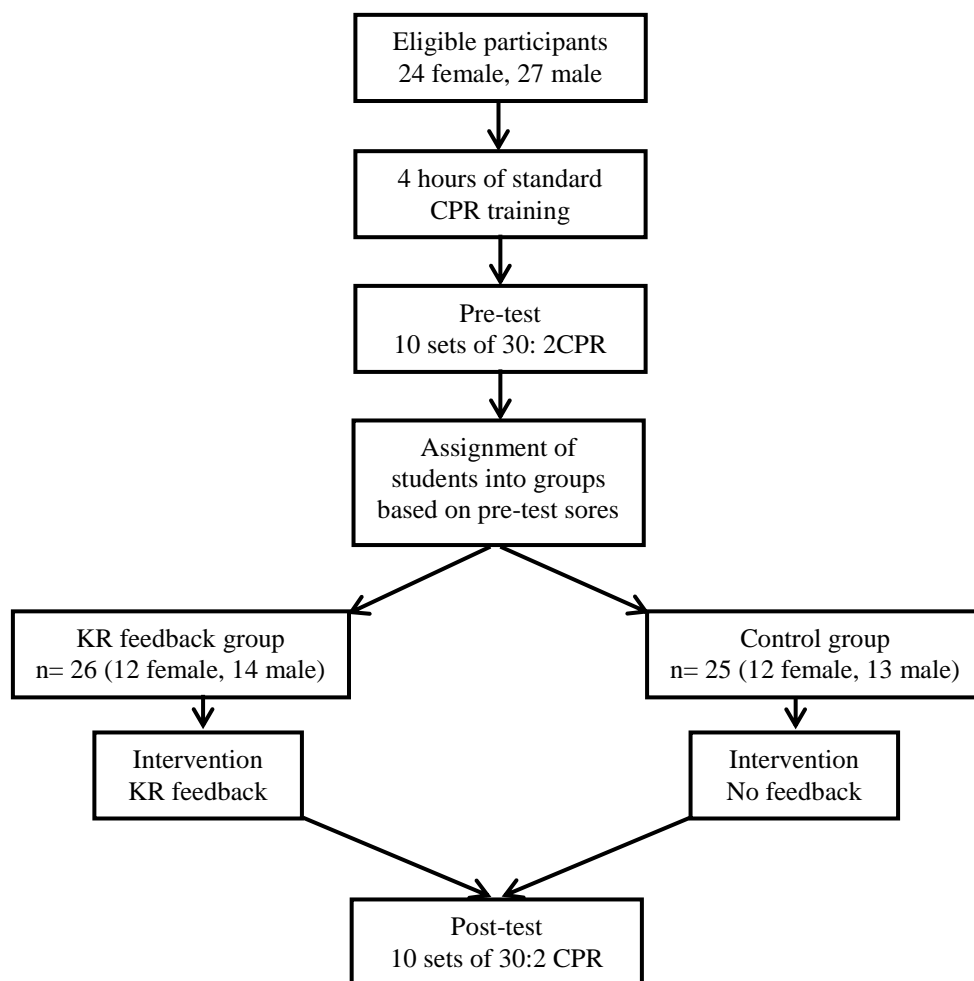 Eligible participants
24 female, 27 male
4 hours of standard
CPR training
Pre-test
10 sets of 30: 2CPR
Assignment of
students into groups
based on pre-test sores
KR feedback group
n= 26 (12 female, 14 male)
Control group
n= 25 (12 female, 13 male)
Intervention
KR feedback
Intervention
No feedback
Post-test
10 sets of 30:2 CPR